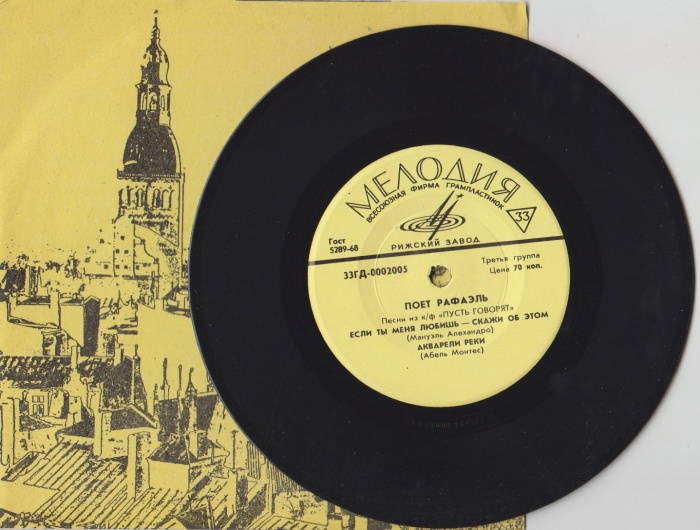 МЕЛОДИЯ
ВСЕСОЮЗНАЯ ФИРМА ГРАМПЛАСТИНОК
33
РИЖСКИЙ ЗАВОД
Гост
5289-68
33ГД-0002005
Третья группа
Цена 70 коп.
ПОЕТ РАФАЭЛЬ
Песни из к/ф «ПУСТЬ ГОВОРЯТ»
ЕСЛИ ТЫ МЕНЯ ЛЮБИШЬ — СКАЖИ ОБ ЭТОМ
(Мануэль Алехандро)
АКВАРЕЛИ РЕКИ
(Абель Монтес)